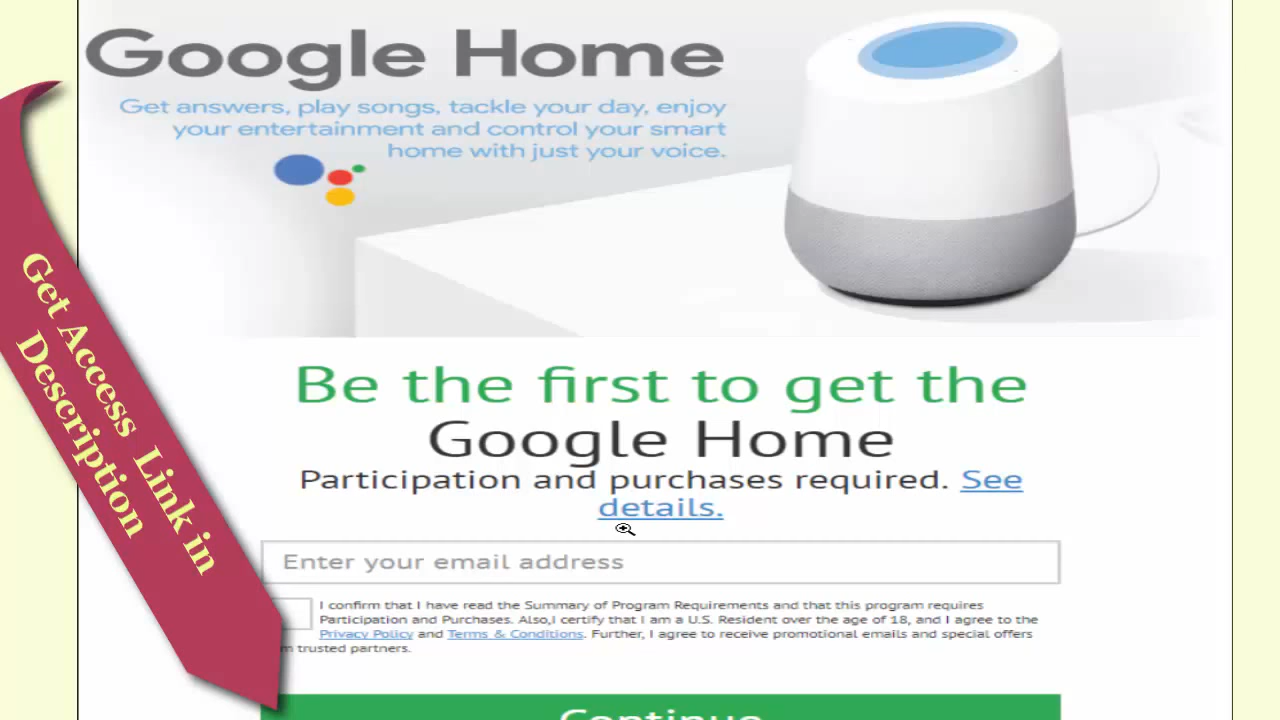 Google Home
Get answers, play songs, tackle your day, enjoy
your entertainment and control your smart
home with just your voice.
Get Access Link in
Description
Be the first to get the
Google Home
Participation and purchases required. See
details.
Enter your email address
I confirm that I have read the Summary of Program Requirements and that this program requires
Participation and Purchases. Also,I certify that I am a U.S. Resident over the age of 18, and I agree to the
Privacy Policy and Terms & Conditions. Further, I agree to receive promotional emails and special offers
m trusted partners.
Continue